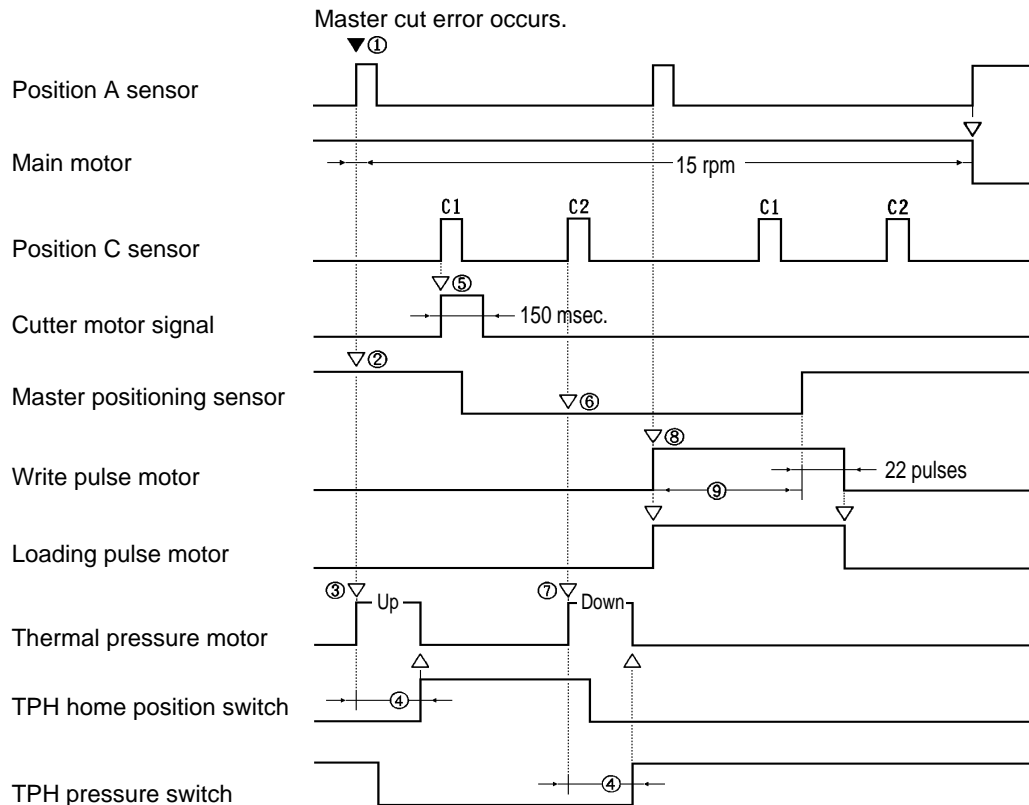 Master cut error occurs.
①
Position A sensor
Main motor
15 rpm
C1 C2 C1 C2
Position C sensor
⑤
Cutter motor signal
150 msec.
②
Master positioning sensor
⑥
⑧
Write pulse motor
⑨
22 pulses
Loading pulse motor
③ ⑦
Up Down
Thermal pressure motor
TPH home position switch
④
TPH pressure switch
④